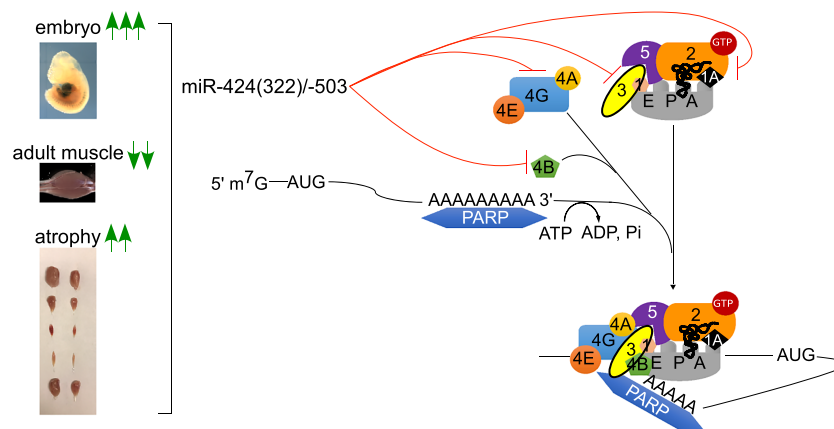 embryo
adult muscle
atrophy
miR-424(322)/-503
4A
4G
4E
4B
5
2
GTP
3
1
1A
E P A
5' m7G—AUG
AAAAAAAAA 3'
PARP
ATP
ADP, Pi
5
2
GTP
4A
4G
3
1
1A
4E
4B
E P A
AUG
AAAAA
PARP